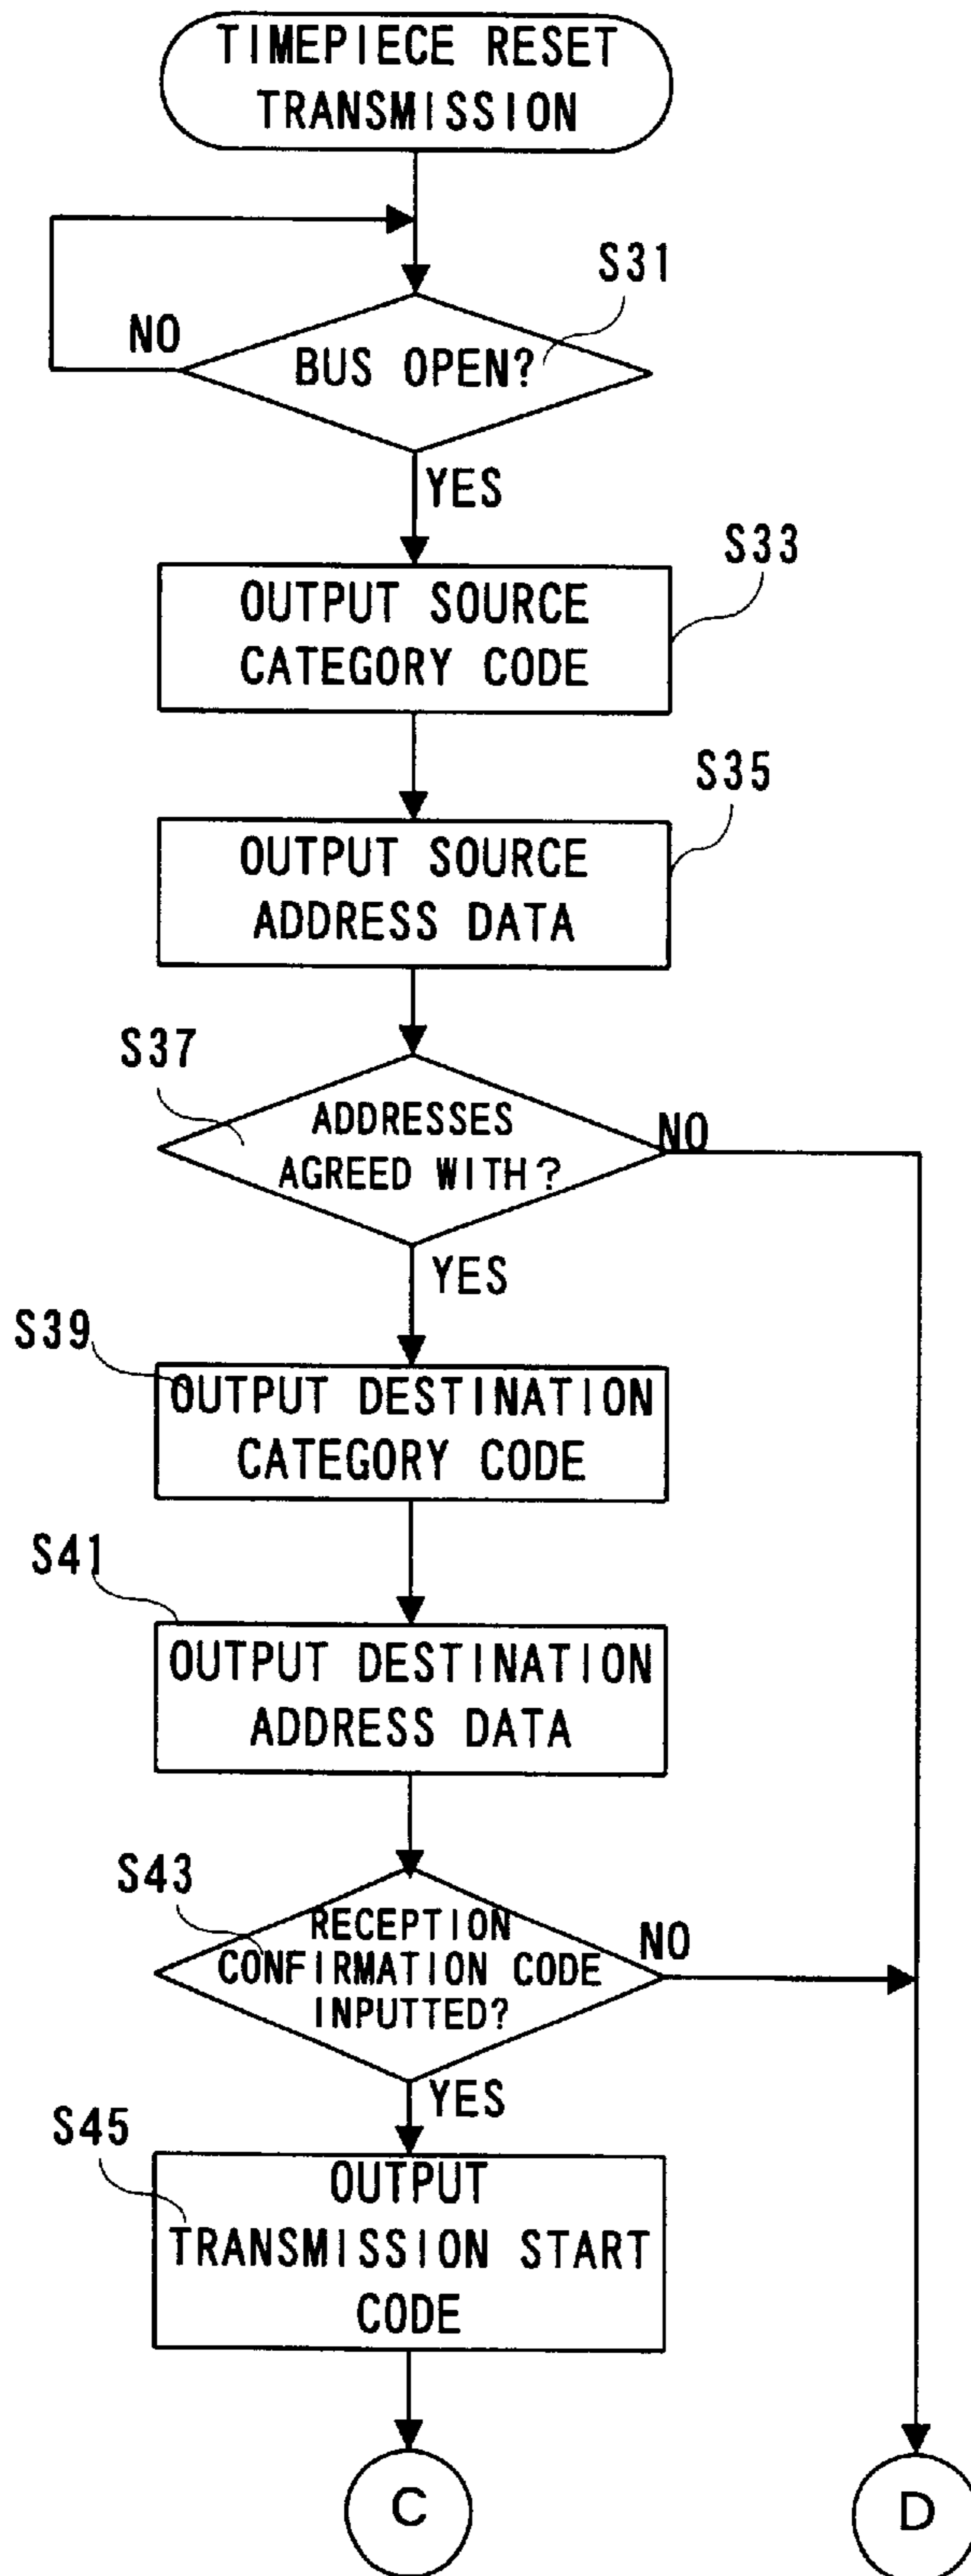 TIMEPIECE RESET
TRANSMISSION
S31
NO
BUS OPEN?
YES
S33
OUTPUT SOURCE
CATEGORY CODE
S35
OUTPUT SOURCE
ADDRESS DATA
S37
ADDRESSES
AGREED WITH?
NO
YES
S39
OUTPUT DESTINATION
CATEGORY CODE
S41
OUTPUT DESTINATION
ADDRESS DATA
S43
RECEPTION
CONFIRMATION CODE
INPUTTED?
NO
YES
S45
OUTPUT
TRANSMISSION START
CODE
C
D